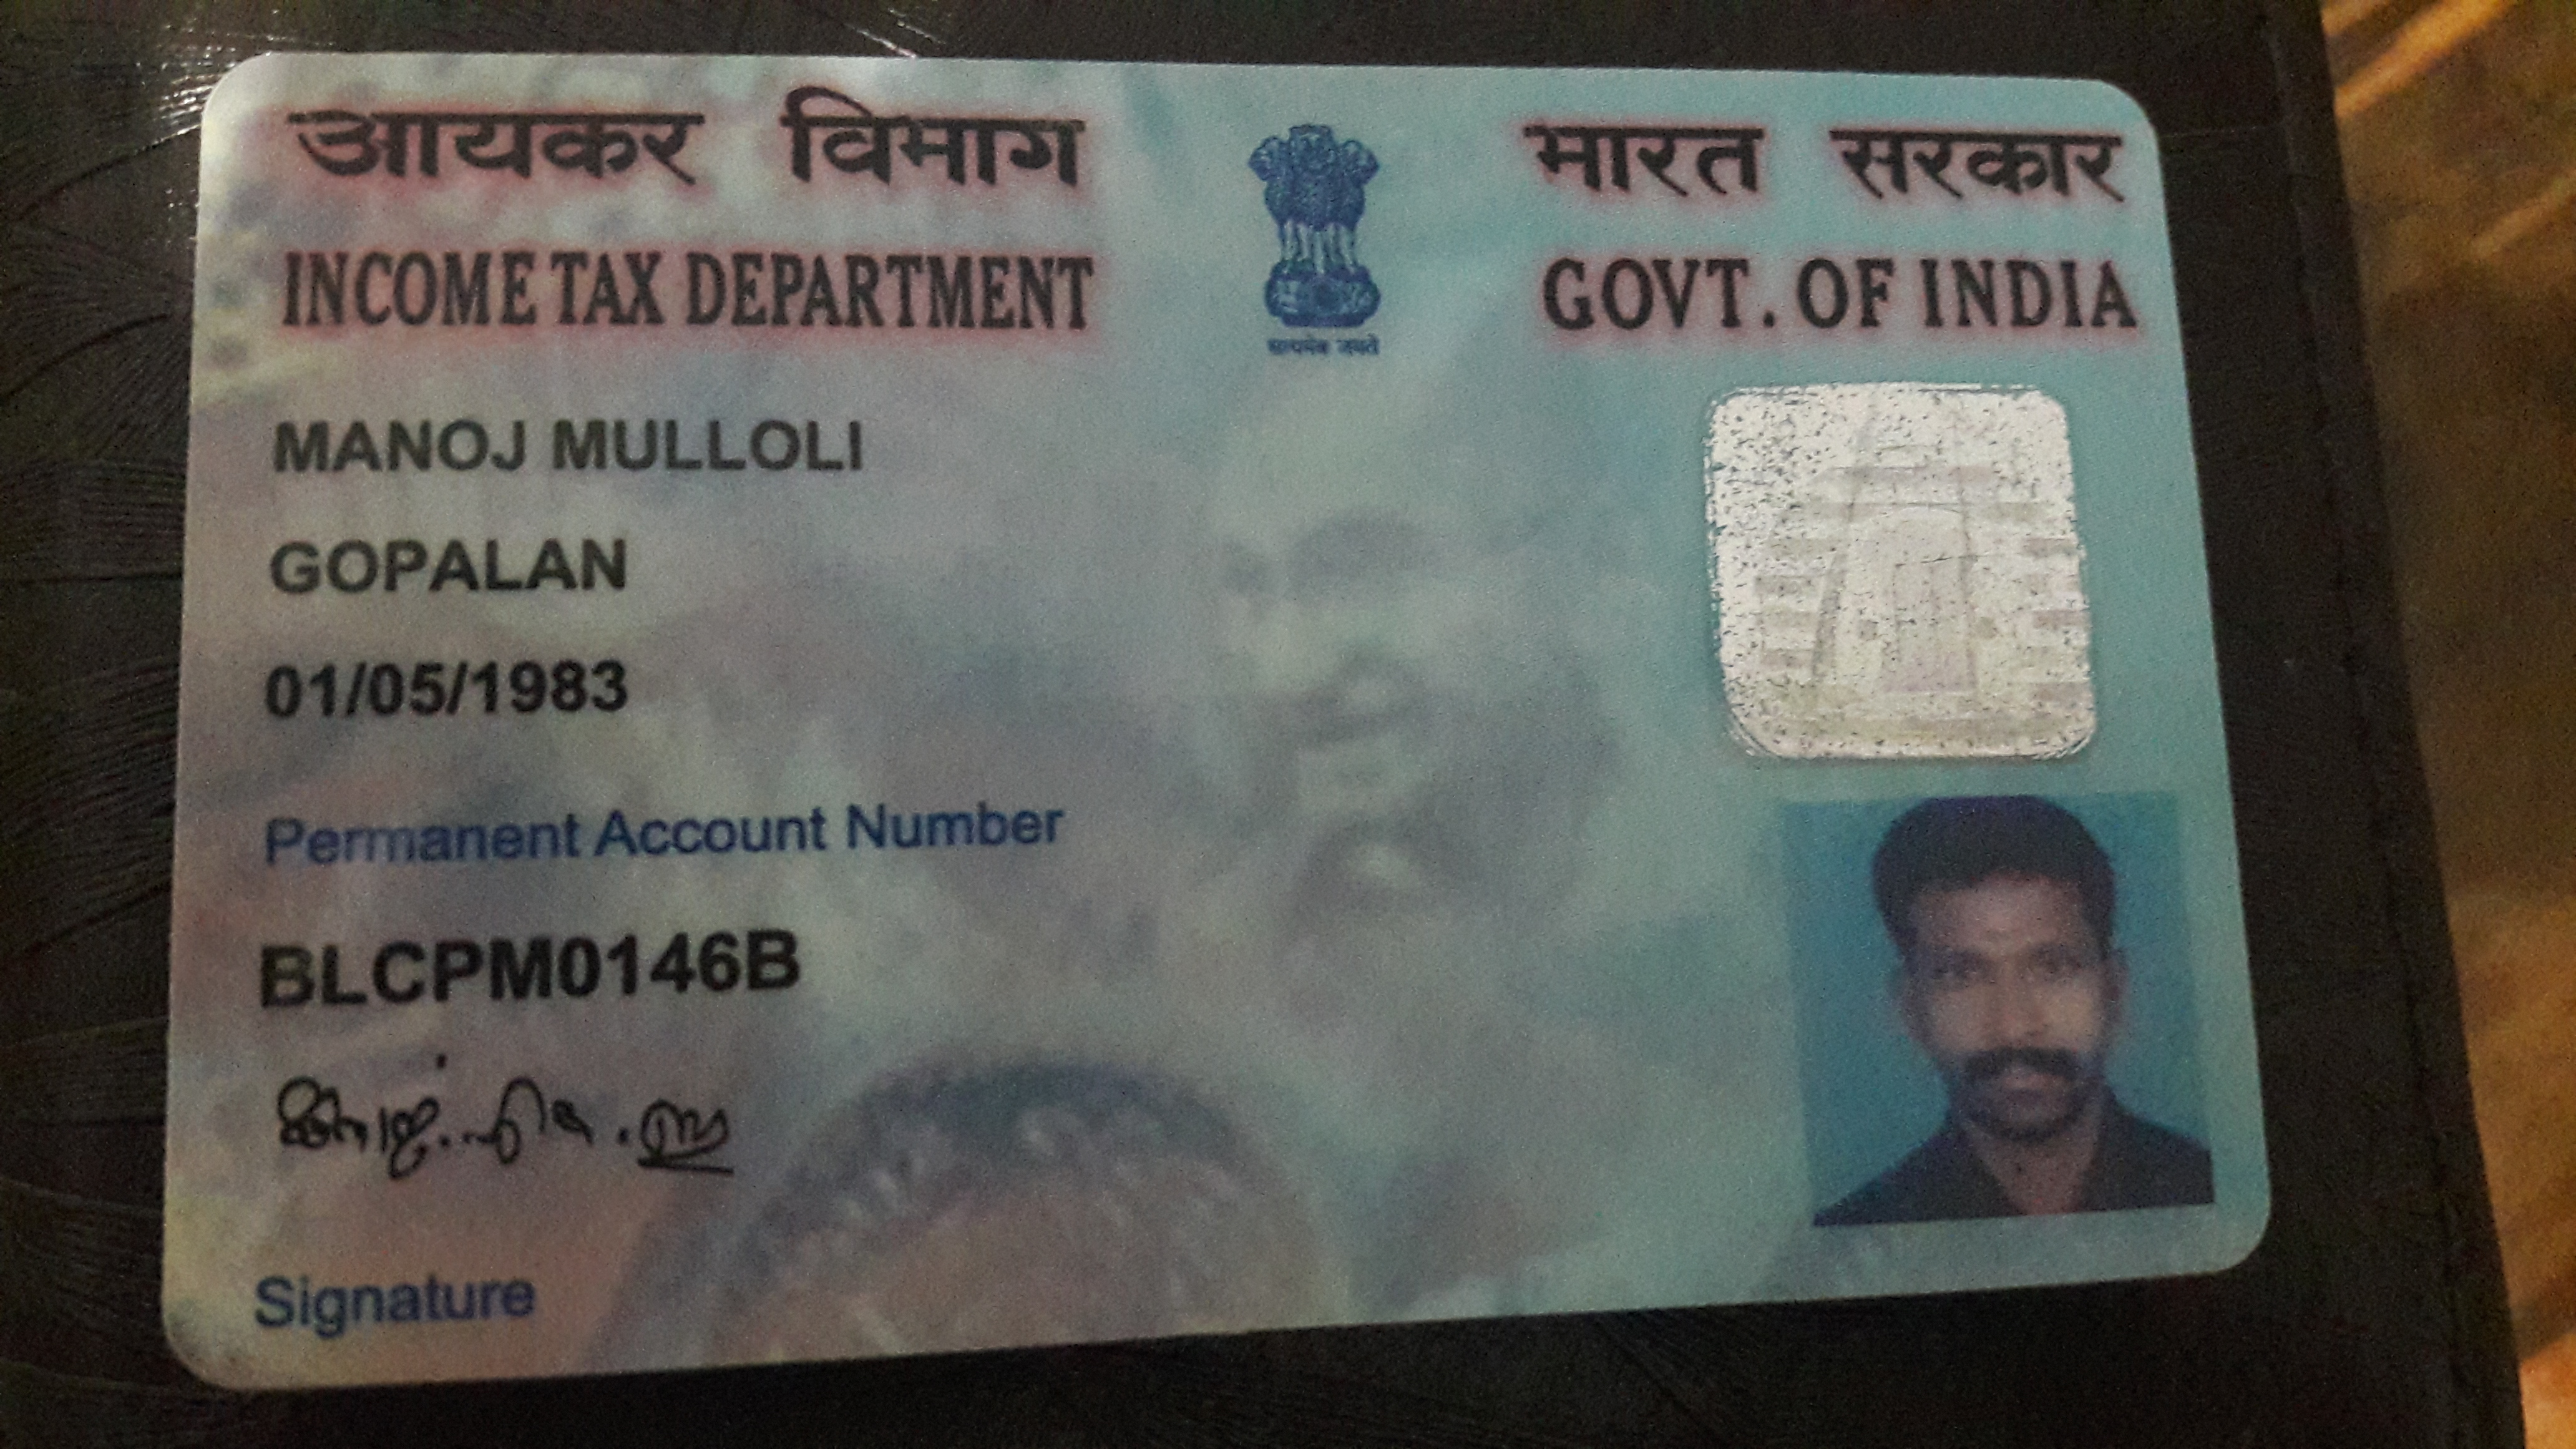 आयकर विभाग भारत सरकार
INCOME TAX DEPARTMENT GOVT. OF INDIA
सत्यमेव जयते
MANOJ MULLOLI
GOPALAN
01/05/1983
Permanent Account Number
BLCPM0146B
Signature